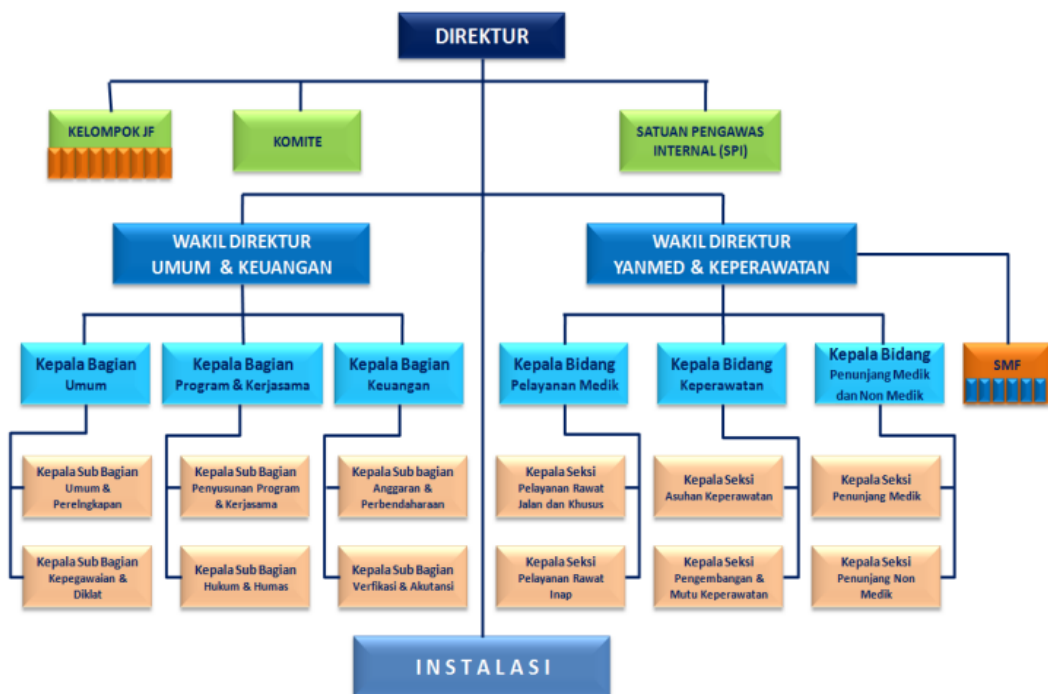 DIREKTUR
KELOMPOK JF
KOMITE
SATUAN PENGAWAS
INTERNAL (SPI)
WAKIL DIREKTUR
UMUM & KEUANGAN
WAKIL DIREKTUR
YANMED & KEPERAWATAN
Kepala Bagian
Umum
Kepala Bagian
Program & Kerjasama
Kepala Bagian
Keuangan
Kepala Bidang
Pelayanan Medik
Kepala Bidang
Keperawatan
Kepala Bidang
Penunjang Medik
dan Non Medik
SMF
Kepala Sub Bagian
Umum &
Perelngkapan
Kepala Sub Bagian
Penyusunan Program
& Kerjasama
Kepala Sub bagian
Anggaran &
Perbendaharaan
Kepala Seksi
Pelayanan Rawat
Jalan dan Khusus
Kepala Seksi
Asuhan Keperawatan
Kepala Seksi
Penunjang Medik
Kepala Sub Bagian
Kepegawaian &
Diklat
Kepala Sub Bagian
Hukum & Humas
Kepala Sub Bagian
Verfikasi & Akutansi
Kepala Seksi
Pelayanan Rawat
Inap
Kepala Seksi
Pengembangan &
Mutu Keperawatan
Kepala Seksi
Penunjang Non
Medik
INSTALASI